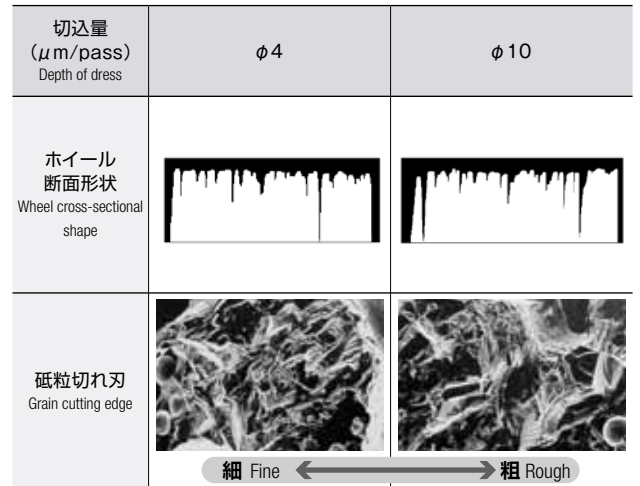 切込量
（μm/pass）
Depth of dress
φ4
φ10
ホイール
断面形状
Wheel cross-sectional
shape
砥粒切れ刃
Grain cutting edge
細 Fine
粗 Rough